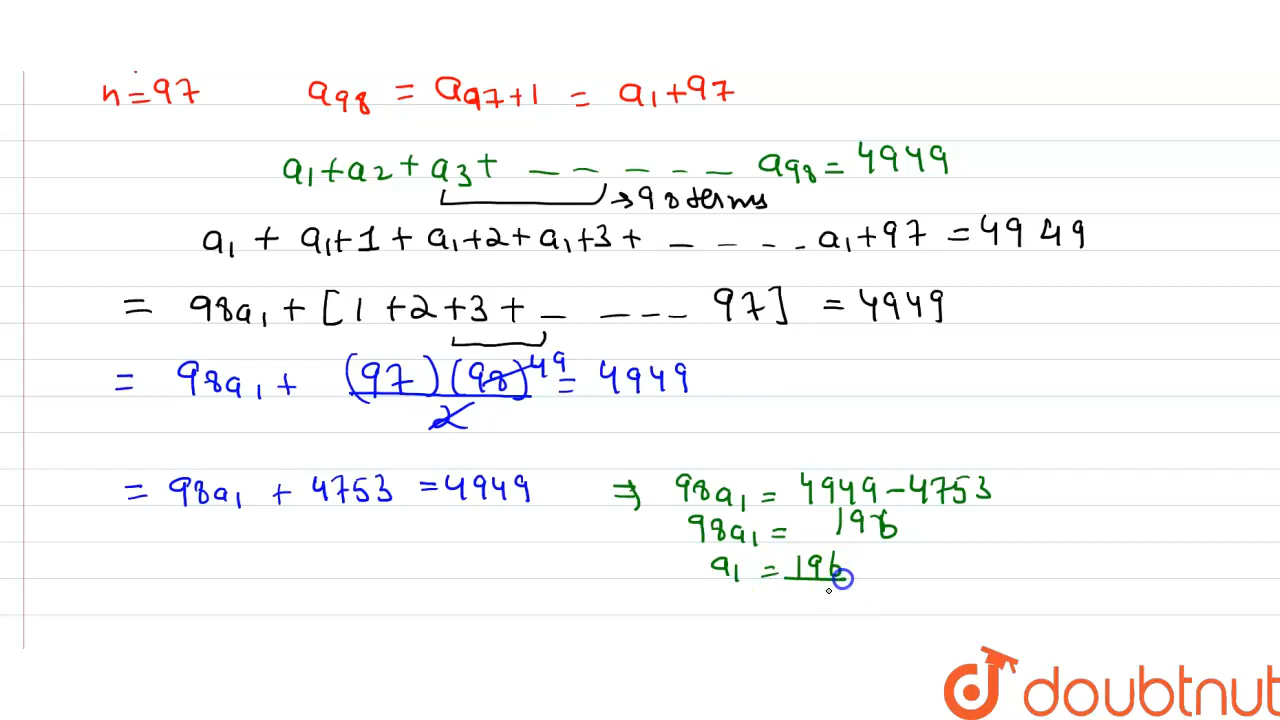 n=97 a98 = a97+1 = a1+97
a1+a2+a3+ _ _ _ _ _ a98 = 4949
→98 terms
a1 + a1+1 + a1+2 + a1+3 + _ _ _ _ a1+97 = 4949
= 98a1 + [1+2+3+ _ _ _ _ 97] = 4949
= 98a1 + (97)(98) 49 = 4949
2
= 98a1 + 4753 = 4949 ⇒ 98a1 = 4949-4753
98a1 = 196
a1 = 196
doubtnut